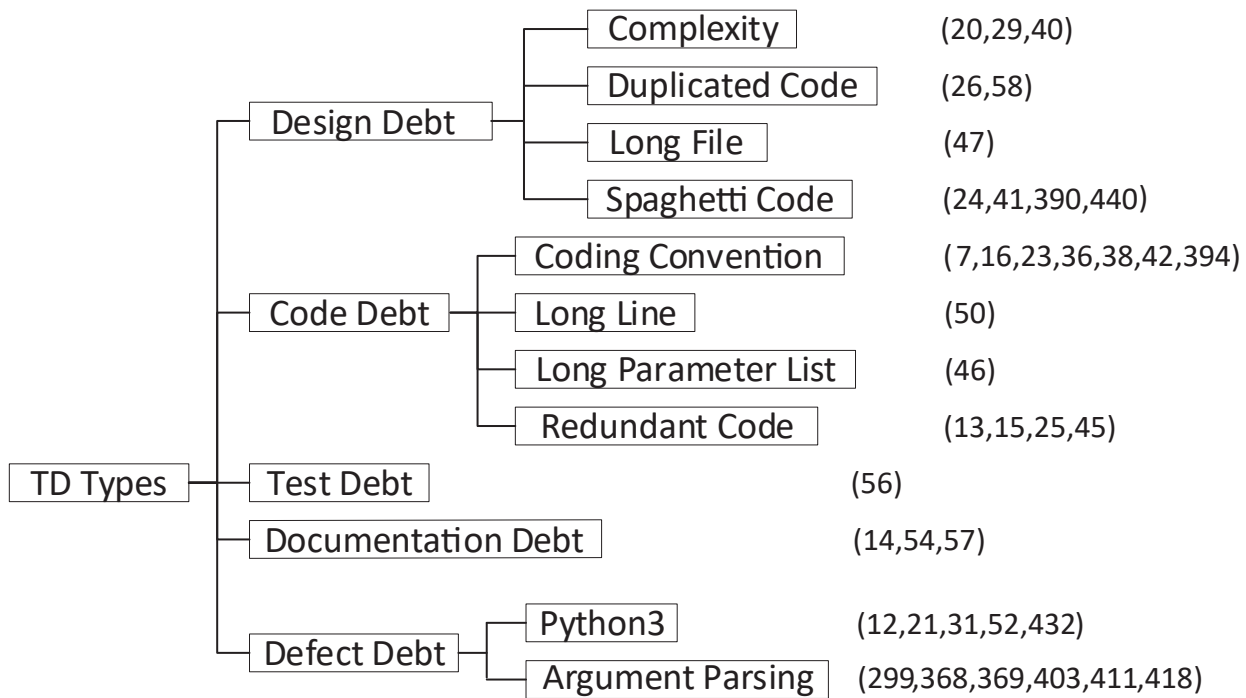 Complexity (20,29,40)
Duplicated Code (26,58)
Design Debt
Long File (47)
Spaghetti Code (24,41,390,440)
Coding Convention (7,16,23,36,38,42,394)
Code Debt Long Line (50)
Long Parameter List (46)
Redundant Code (13,15,25,45)
TD Types Test Debt (56)
Documentation Debt (14,54,57)
Python3 (12,21,31,52,432)
Defect Debt
Argument Parsing (299,368,369,403,411,418)